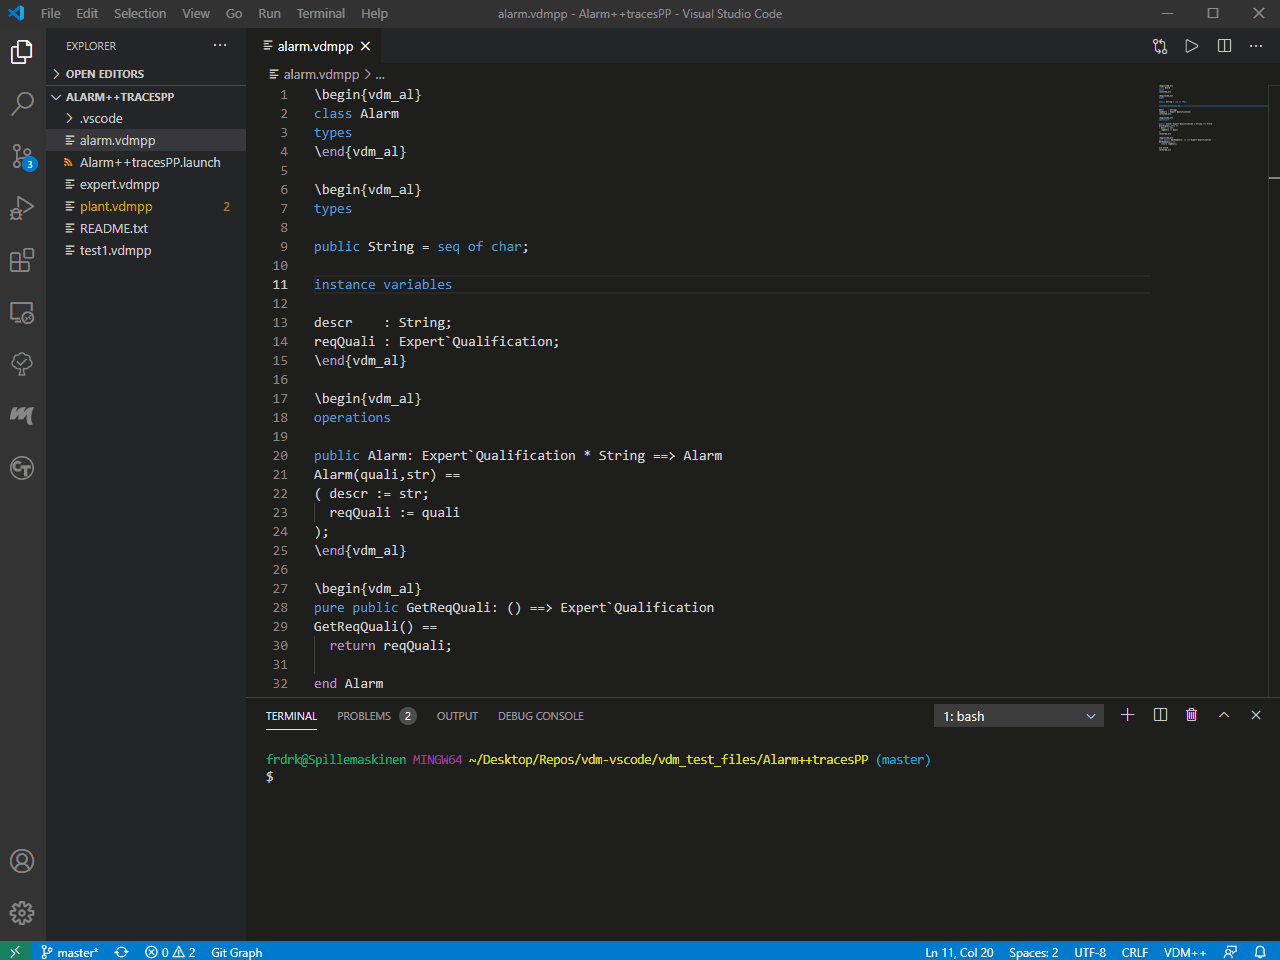 File Edit Selection View Go Run Terminal Help alarm.vdmpp - Alarm++tracesPP - Visual Studio Code
EXPLORER
OPEN EDITORS
ALARM++TRACESPP
.vscode
alarm.vdmpp
Alarm++tracesPP.launch
expert.vdmpp
plant.vdmpp 2
README.txt
test1.vdmpp
3
alarm.vdmpp
alarm.vdmpp > ...
1 \begin{vdm_al}
2 class Alarm
3 types
4 \end{vdm_al}
5
6 \begin{vdm_al}
7 types
8
9 public String = seq of char;
10
11 instance variables
12
13 descr    : String;
14 reqQuali : Expert`Qualification;
15 \end{vdm_al}
16
17 \begin{vdm_al}
18 operations
19
20 public Alarm: Expert`Qualification * String ==> Alarm
21 Alarm(quali,str) ==
22 ( descr := str;
23   reqQuali := quali
24 );
25 \end{vdm_al}
26
27 \begin{vdm_al}
28 pure public GetReqQuali: () ==> Expert`Qualification
29 GetReqQuali() ==
30   return reqQuali;
31
32 end Alarm
TERMINAL PROBLEMS 2 OUTPUT DEBUG CONSOLE 1: bash
frdrk@Spillemaskinen MINGW64 ~/Desktop/Repos/vdm-vscode/vdm_test_files/Alarm++tracesPP (master)
$
master* 0 2 Git Graph Ln 11, Col 20 Spaces: 2 UTF-8 CRLF VDM++